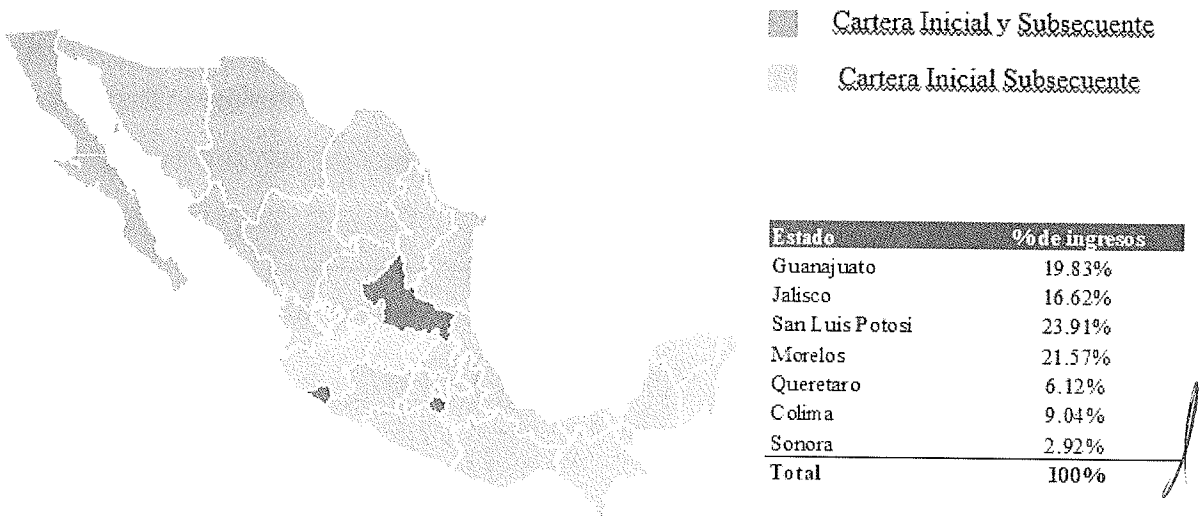 Cartera Inicial y Subsecuente
Cartera Inicial Subsecuente
Estado % de ingresos
Guanajuato 19.83%
Jalisco 16.62%
San Luis Potosi 23.91%
Morelos 21.57%
Queretaro 6.12%
Colima 9.04%
Sonora 2.92%
Total 100%